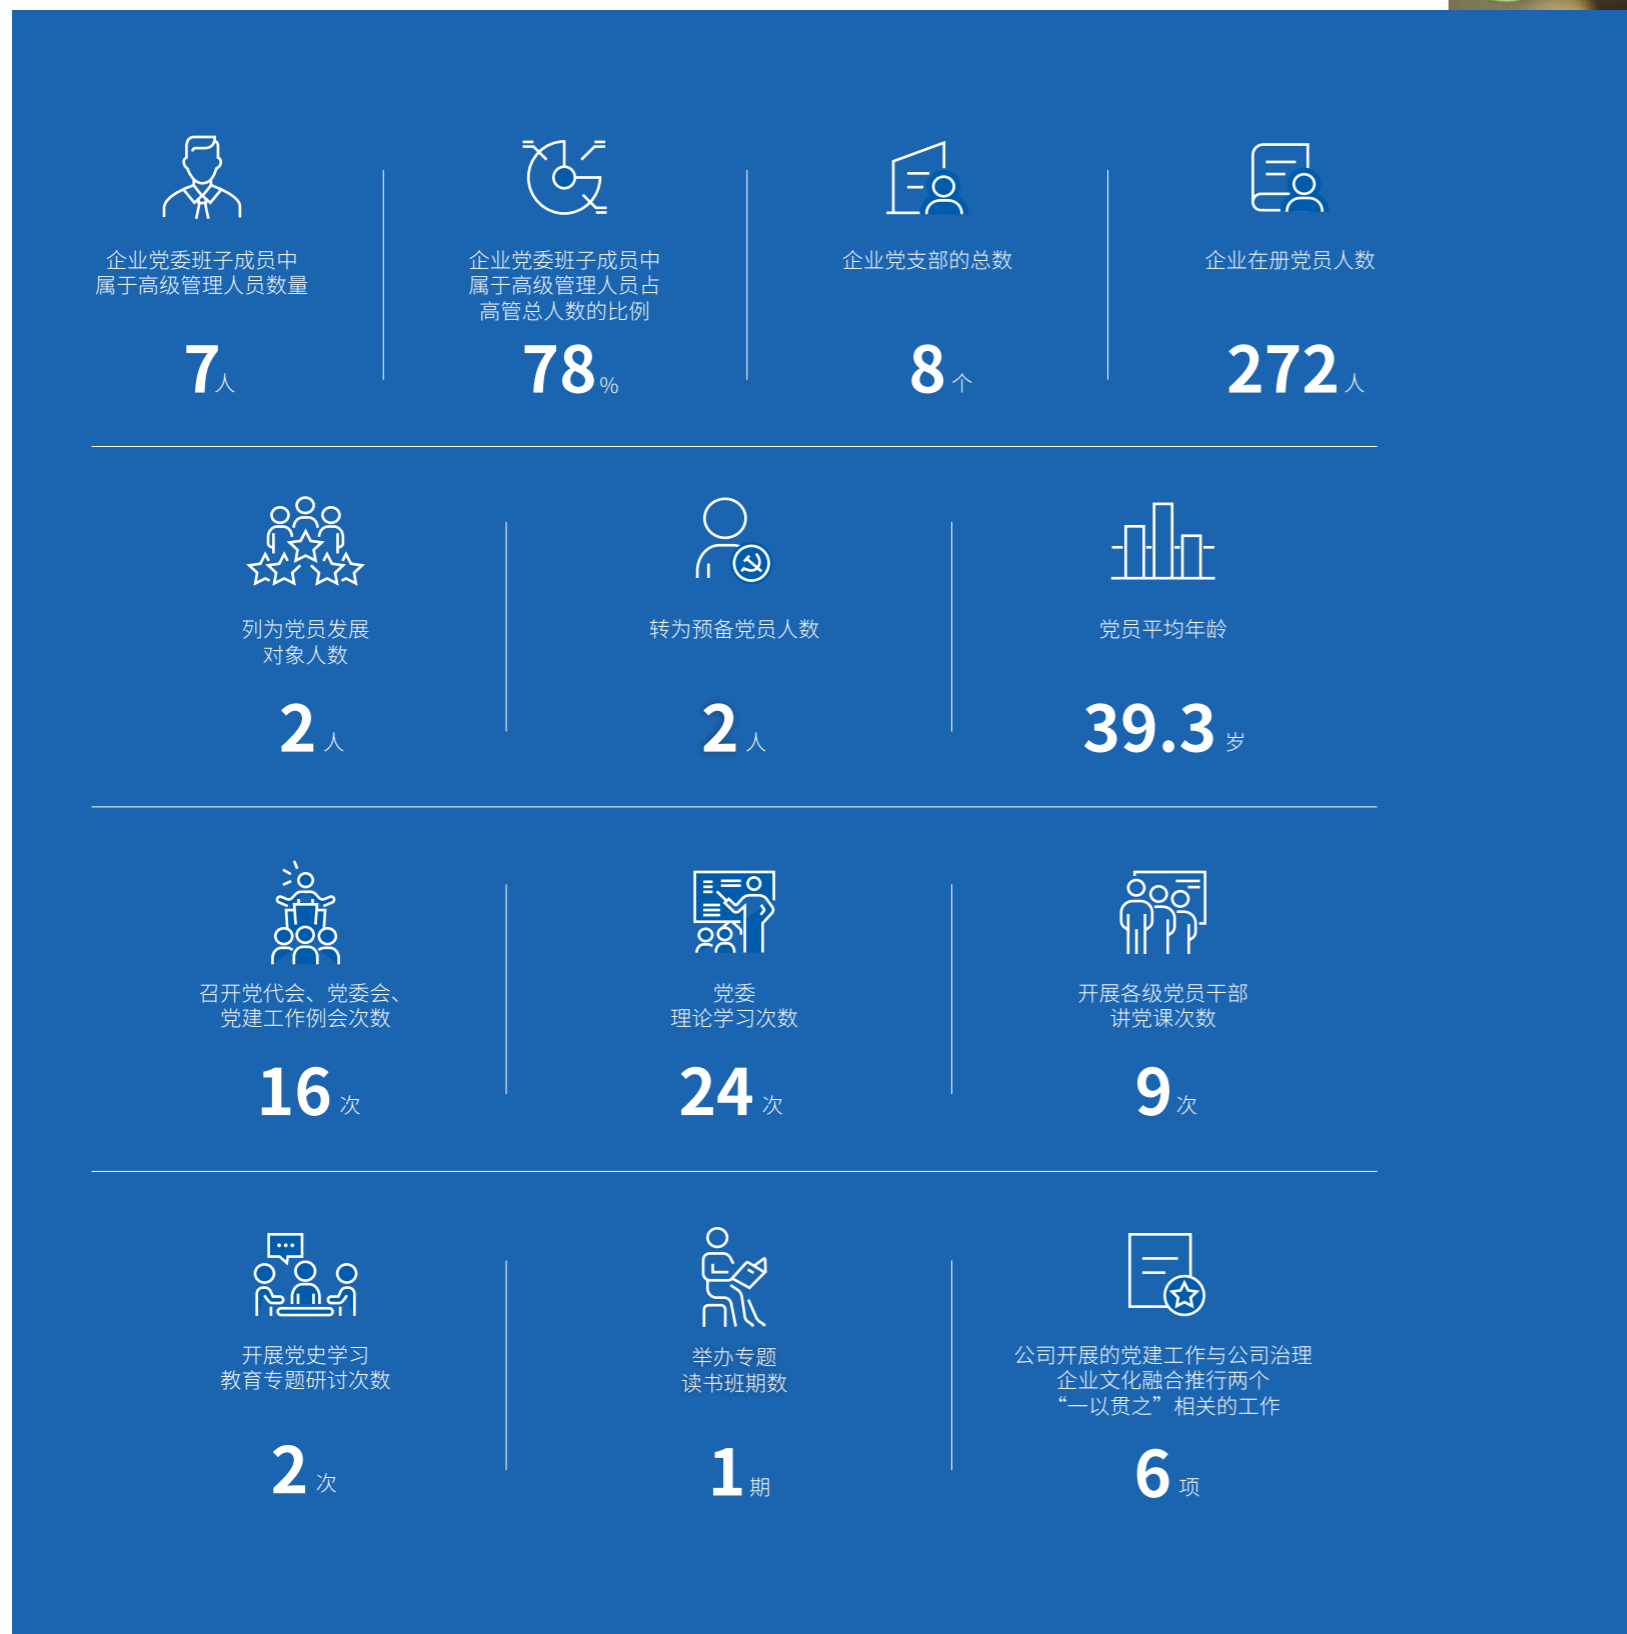 企业党委班子成员中
属于高级管理人员数量
7人
企业党委班子成员中
属于高级管理人员占
高管总人数的比例
78%
企业党支部的总数
8个
企业在册党员人数
272人
列为党员发展
对象人数
2人
转为预备党员人数
2人
党员平均年龄
39.3岁
召开党代会、党委会、
党建工作例会次数
16次
党委
理论学习次数
24次
开展各级党员干部
讲党课次数
9次
开展党史学习
教育专题研讨次数
2次
举办专题
读书班期数
1期
公司开展的党建工作与公司治理
企业文化融合推行两个
“一以贯之”相关的工作
6项